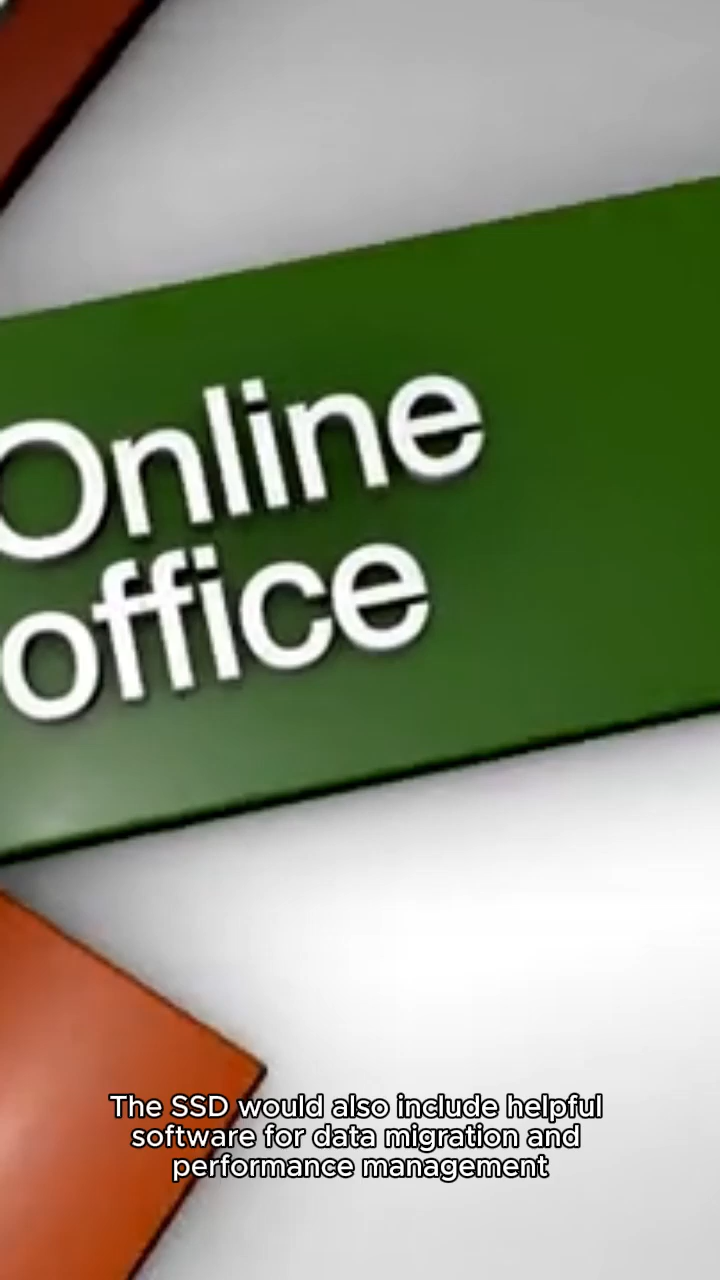 Online
office
The SSD would also include helpful
software for data migration and
performance management